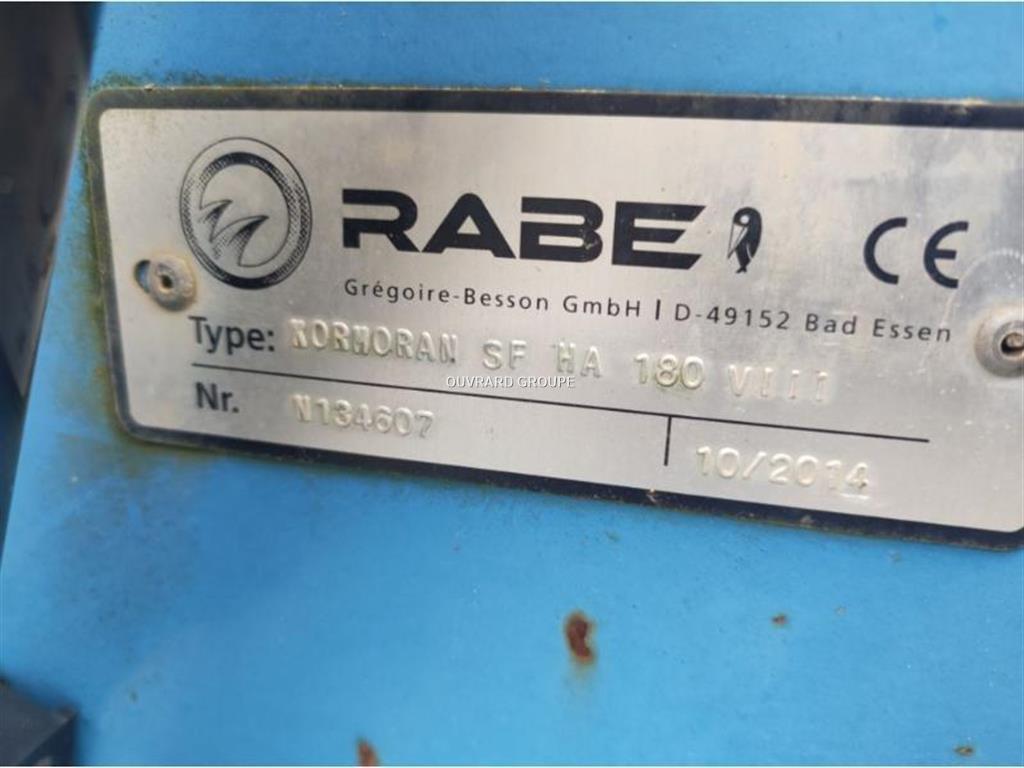 RABE CE
Grégoire-Besson GmbH | D-49152 Bad Essen
Type: KORMORAN SF HA 180 VIII
OUVRARD GROUPE
Nr. N134607 10/2014